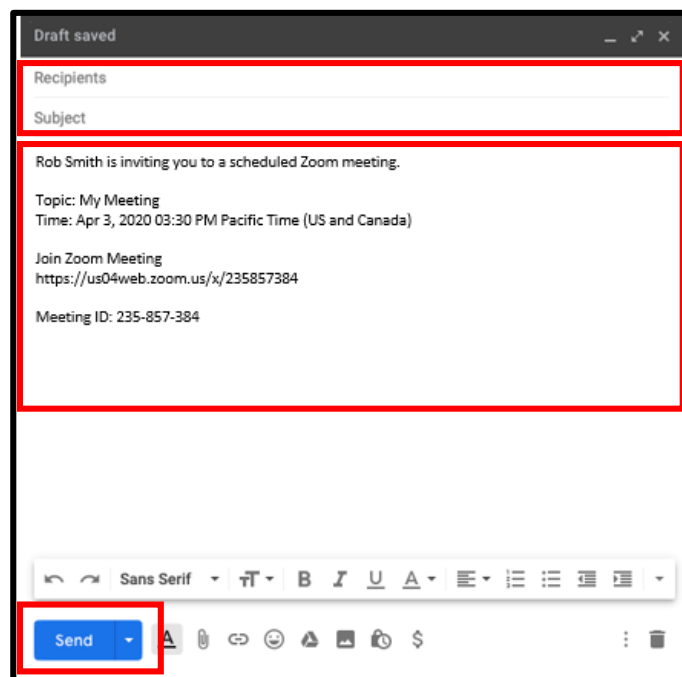 Draft saved
Recipients
Subject
Rob Smith is inviting you to a scheduled Zoom meeting.
Topic: My Meeting
Time: Apr 3, 2020 03:30 PM Pacific Time (US and Canada)
Join Zoom Meeting
https://us04web.zoom.us/x/235857384
Meeting ID: 235-857-384
Sans Serif
Send